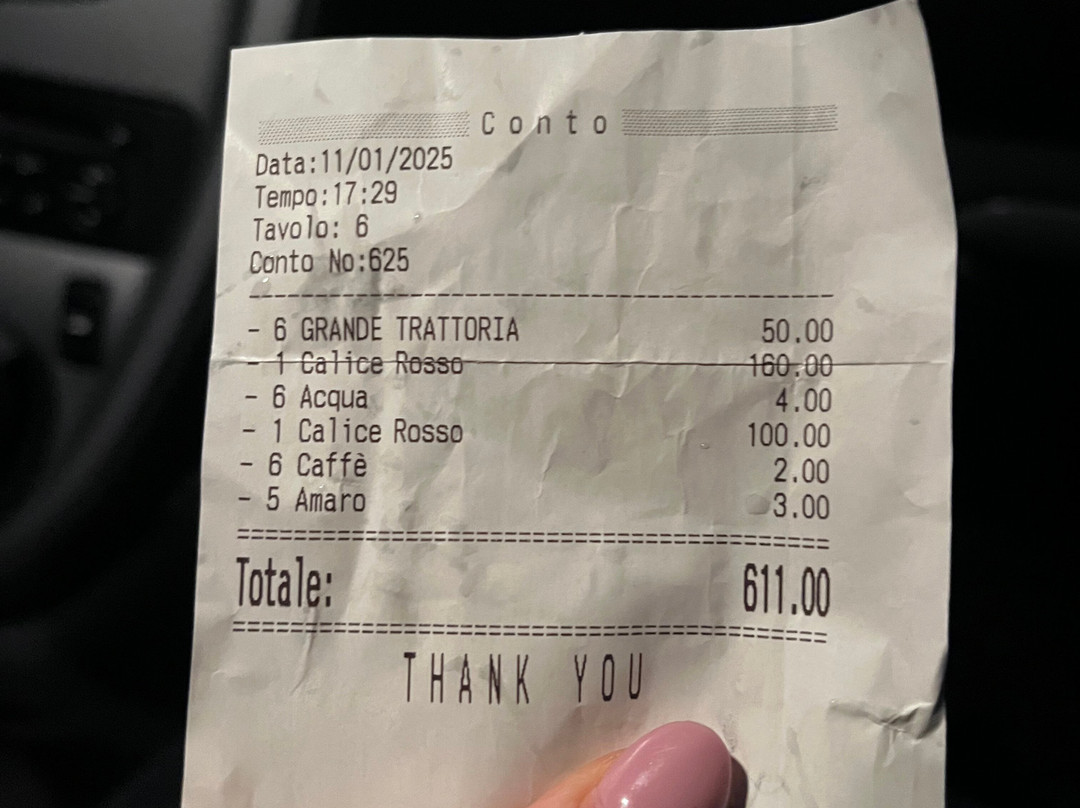 Conto
Data:11/01/2025
Tempo:17:29
Tavolo: 6
Conto No:625
- 6 GRANDE TRATTORIA 50.00
- 1 Calice Rosso 160.00
- 6 Acqua 4.00
- 1 Calice Rosso 100.00
- 6 Caffè 2.00
- 5 Amaro 3.00
Totale: 611.00
THANK YOU